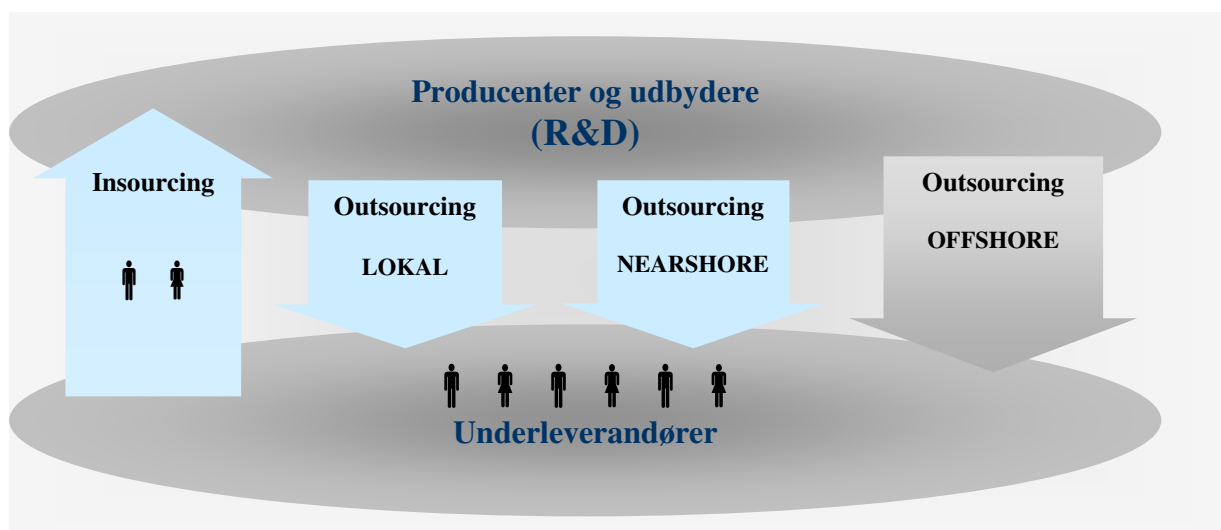 Producenter og udbydere
(R&D)
Insourcing
Outsourcing
LOKAL
Outsourcing
NEARSHORE
Outsourcing
OFFSHORE
Underleverandører